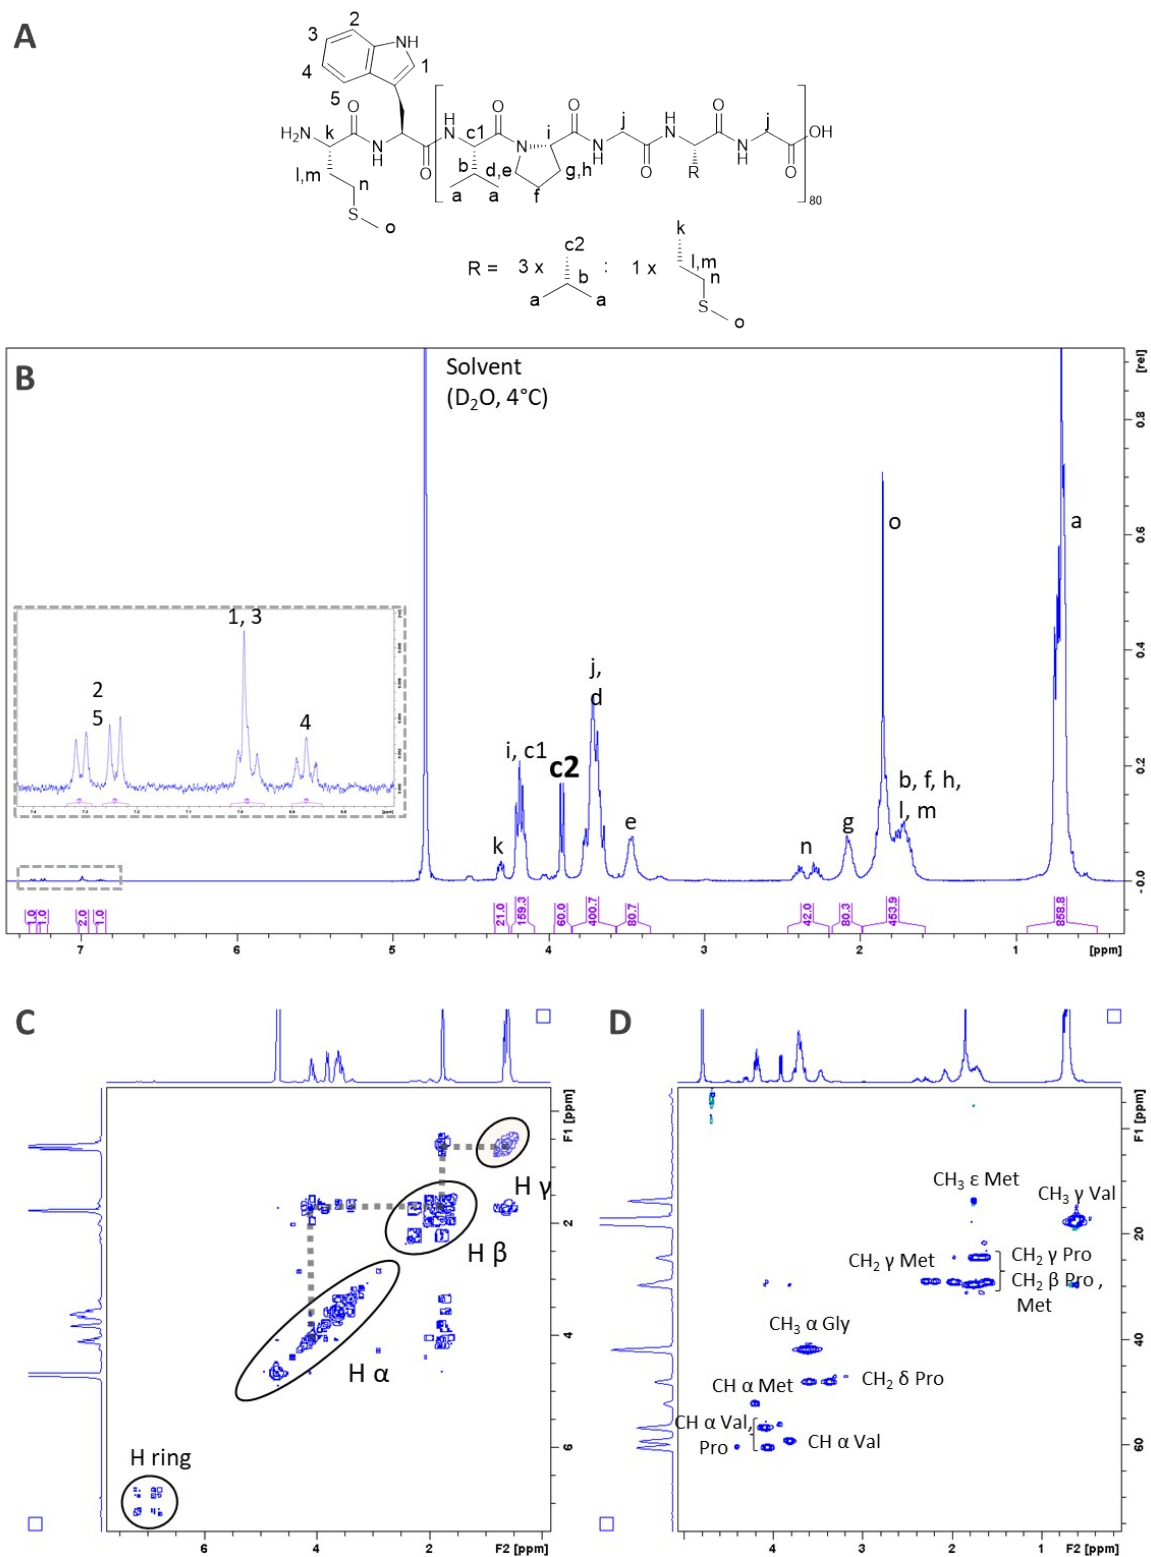 A
2
3
NH
4
1
5
O
O
O
O
H2N
k
H
N
c1
N
i
j
H
N
j
OH
N
H
O
b
d,e
g,h
N
H
O
R
N
H
O
l,m
n
a
a
f
80
S
o
k
c2
R =
3 x
b
:
1 x
l,m
n
a
a
S
o
B
Solvent
(D2O, 4°C)
[rel]
0.8
0.6
0.4
0.2
0.0
1, 3
2
5
4
o
a
j,
d
i, c1
c2
b, f, h,
l, m
k
e
n
g
1.0
1.0
2.0
1.0
21.0
159.3
60.0
400.7
80.7
42.0
80.3
453.9
858.8
7
6
5
4
3
2
1
[ppm]
C
F1 [ppm]
H γ
2
H β
4
H α
6
H ring
6
4
2
F2 [ppm]
D
F1 [ppm]
CH3 ε Met
CH3 γ Val
20
CH2 γ Met
CH2 γ Pro
CH2 β Pro ,
Met
CH3 α Gly
40
CH α Met
CH2 δ Pro
CH α Val,
Pro
CH α Val
60
4
3
2
1
F2 [ppm]